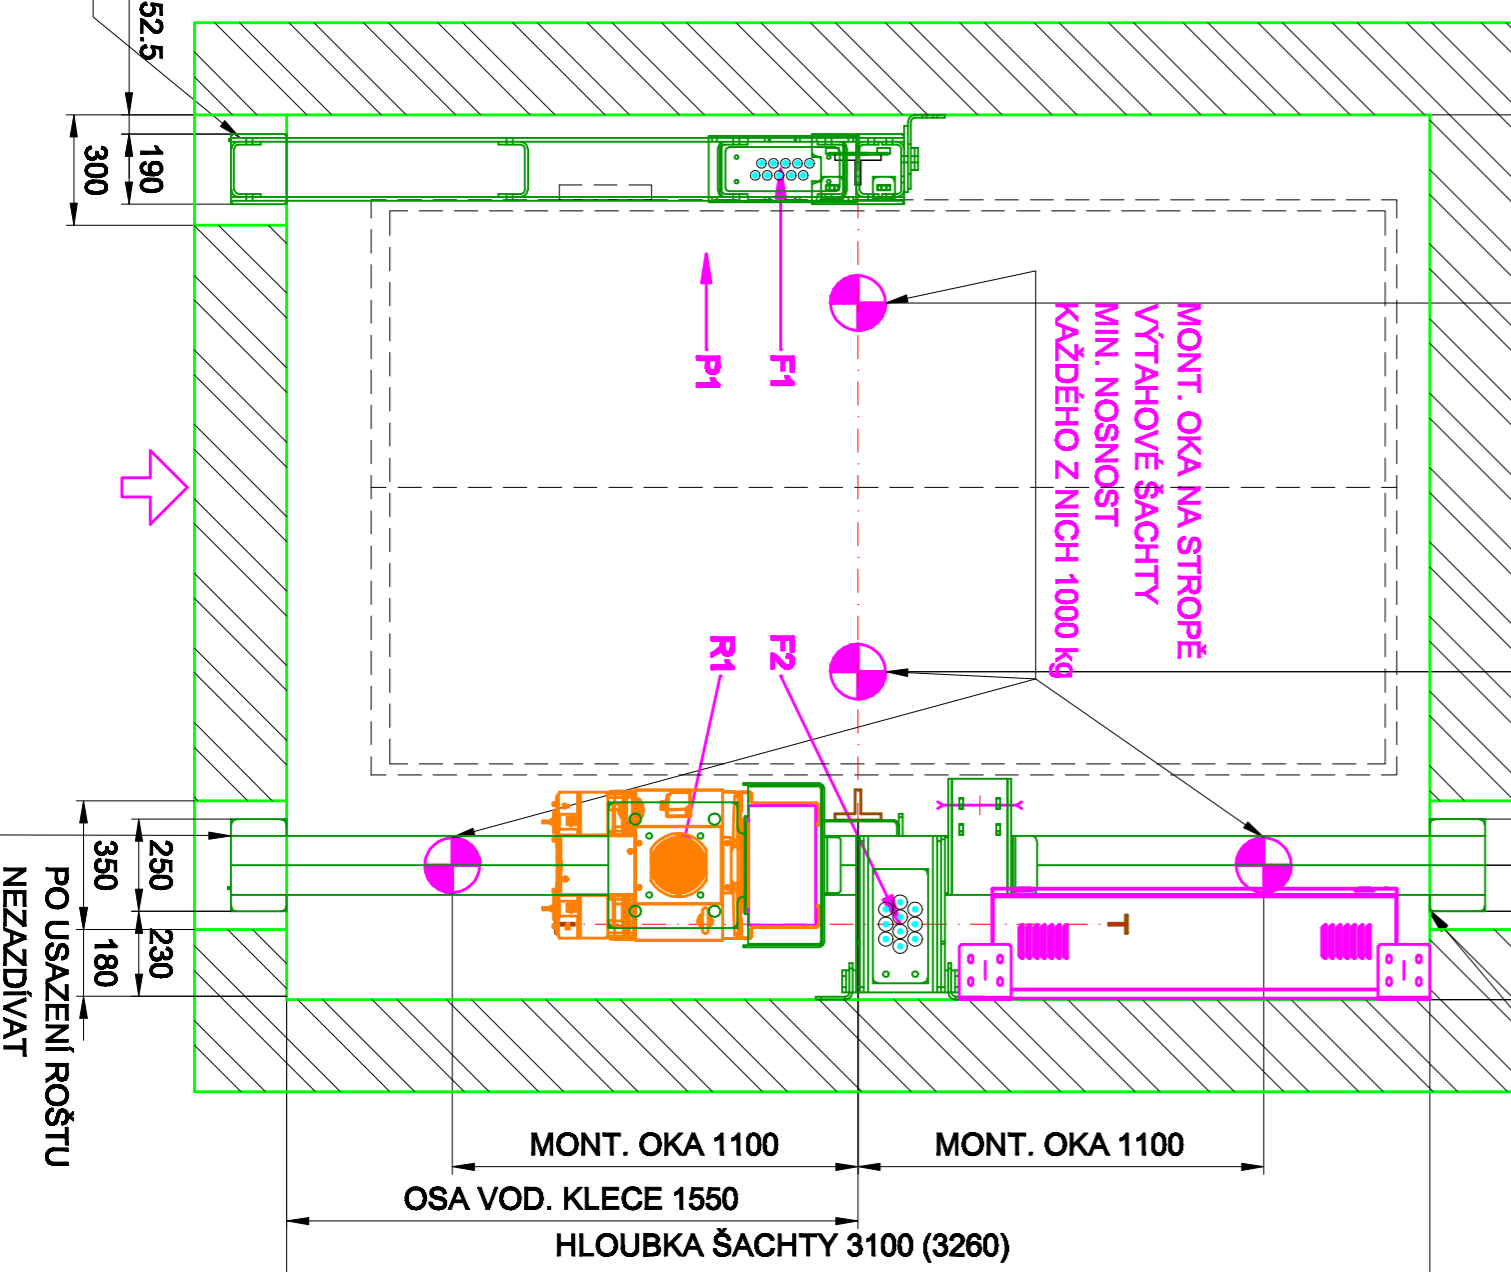 52.5
190
300
MONT. OKA NA STROPĚ
VÝTAHOVÉ ŠACHTY
MIN. NOSNOST
KAŽDÉHO Z NICH 1000 kg
F1
P1
F2
R1
250
230
350
180
PO USAZENÍ ROŠTU
NEZAZDÍVAT
MONT. OKA 1100
MONT. OKA 1100
OSA VOD. KLECE 1550
HLOUBKA ŠACHTY 3100 (3260)